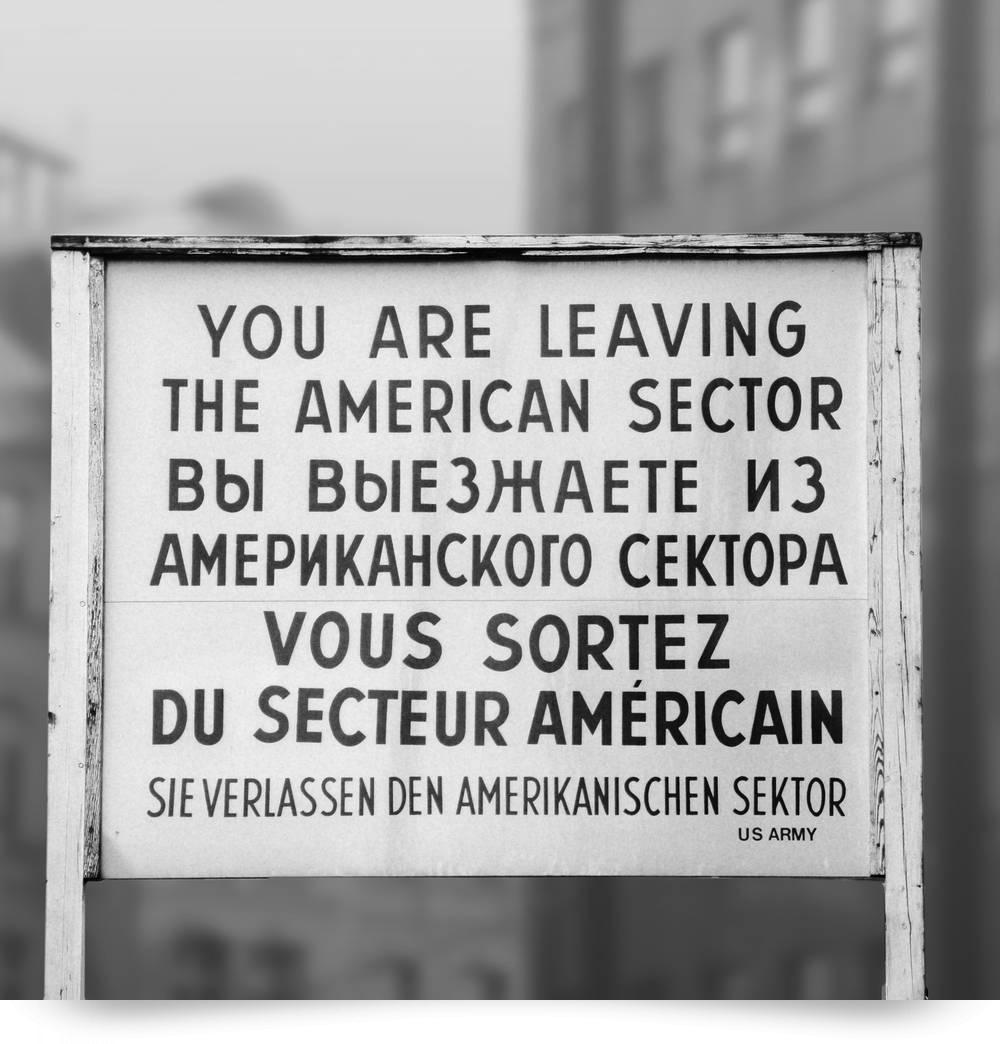 YOU ARE LEAVING
THE AMERICAN SECTOR
ВЫ ВЫЕЗЖАЕТЕ ИЗ
АМЕРИКАНСКОГО СЕКТОРА
VOUS SORTEZ
DU SECTEUR AMÉRICAIN
SIE VERLASSEN DEN AMERIKANISCHEN SEKTOR
US ARMY